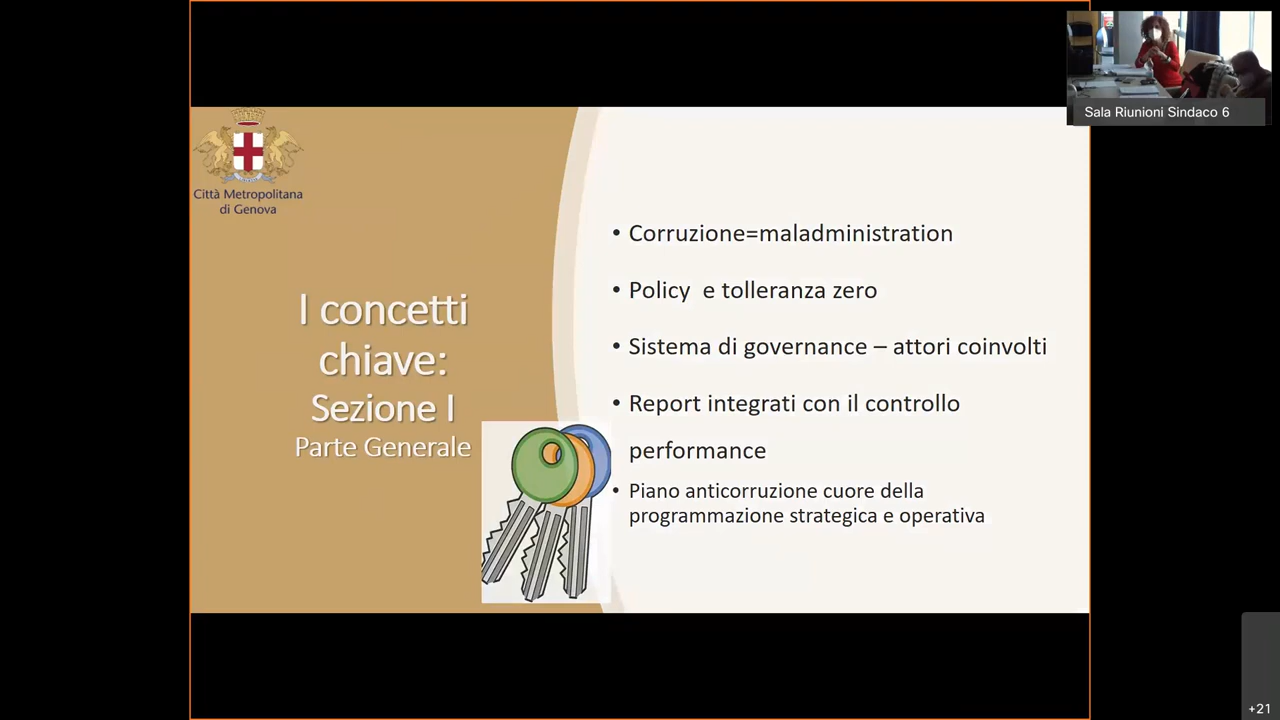 Sala Riunioni Sindaco 6
Città Metropolitana
di Genova
I concetti
chiave:
Sezione I
Parte Generale
• Corruzione=maladministration
• Policy e tolleranza zero
• Sistema di governance – attori coinvolti
• Report integrati con il controllo
performance
• Piano anticorruzione cuore della
programmazione strategica e operativa
+21